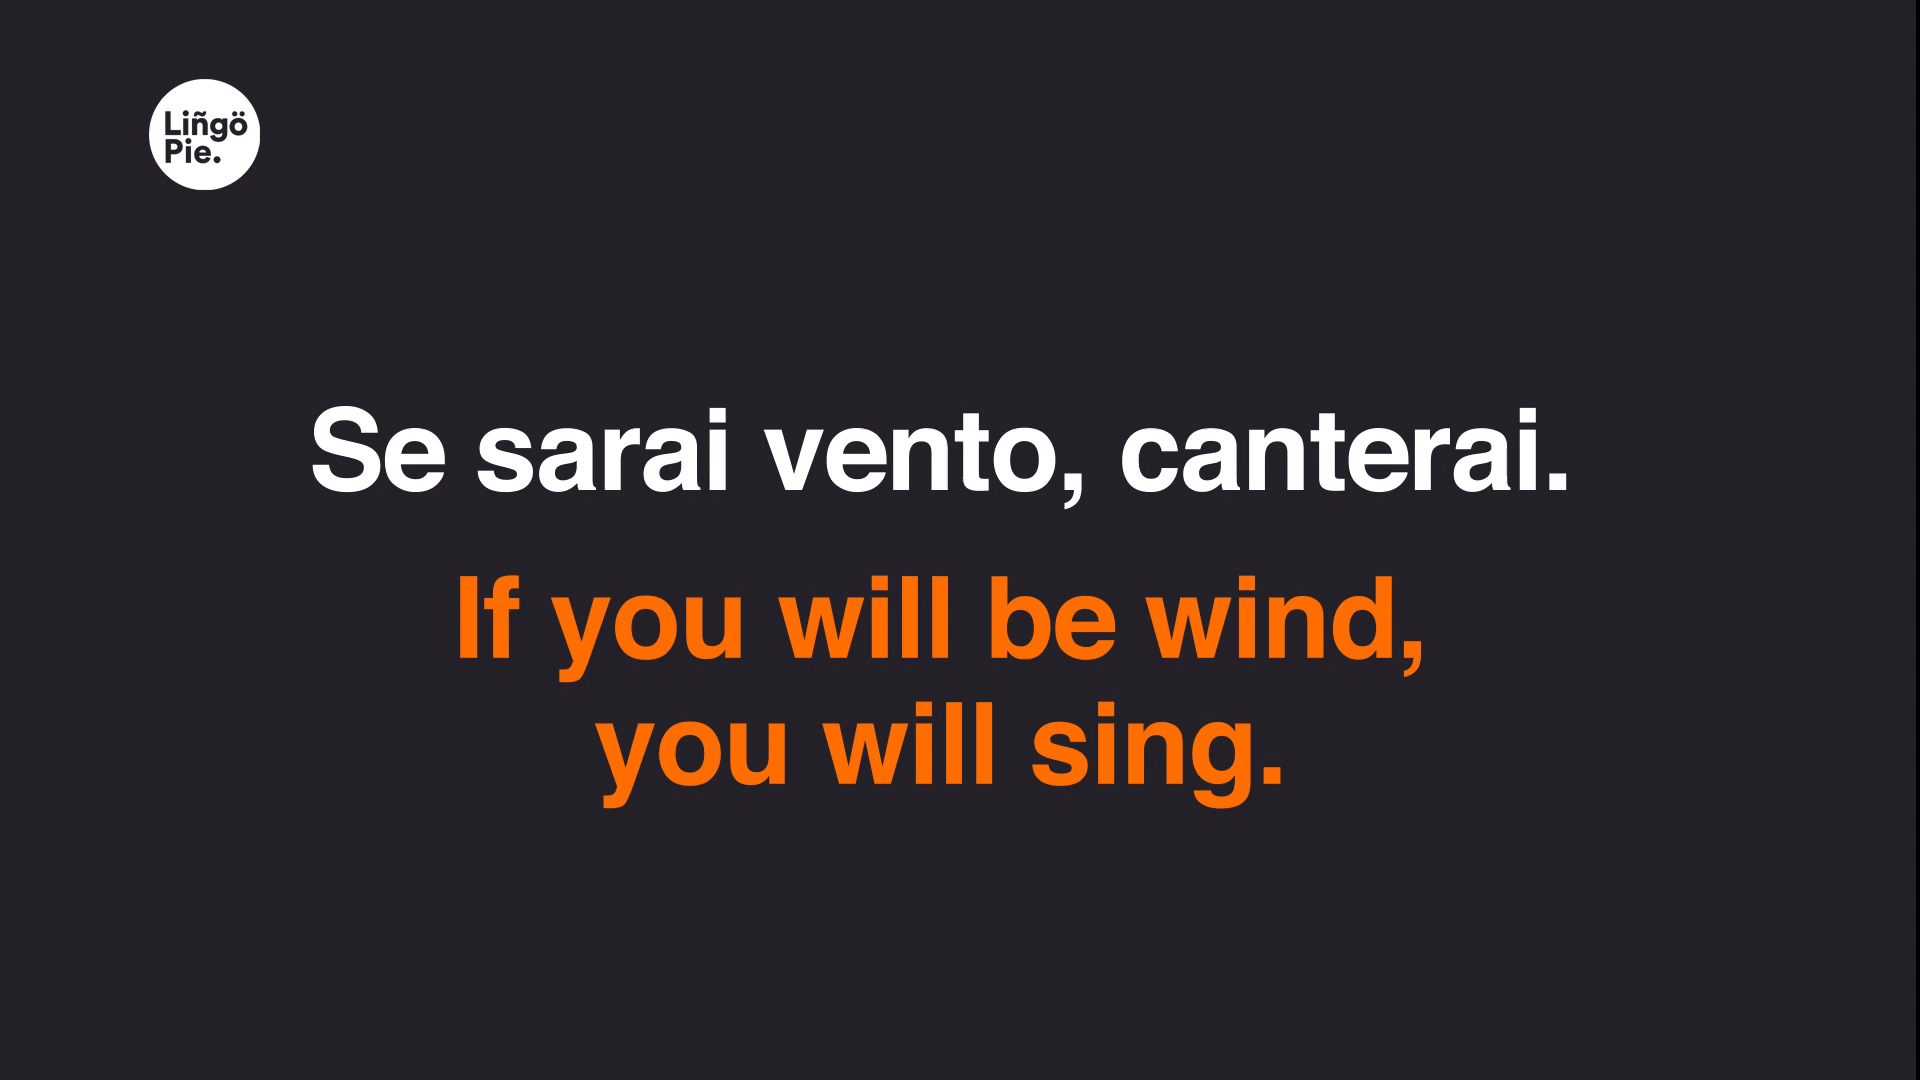 Liñgö
Pie.
Se sarai vento, canterai.
If you will be wind,
you will sing.